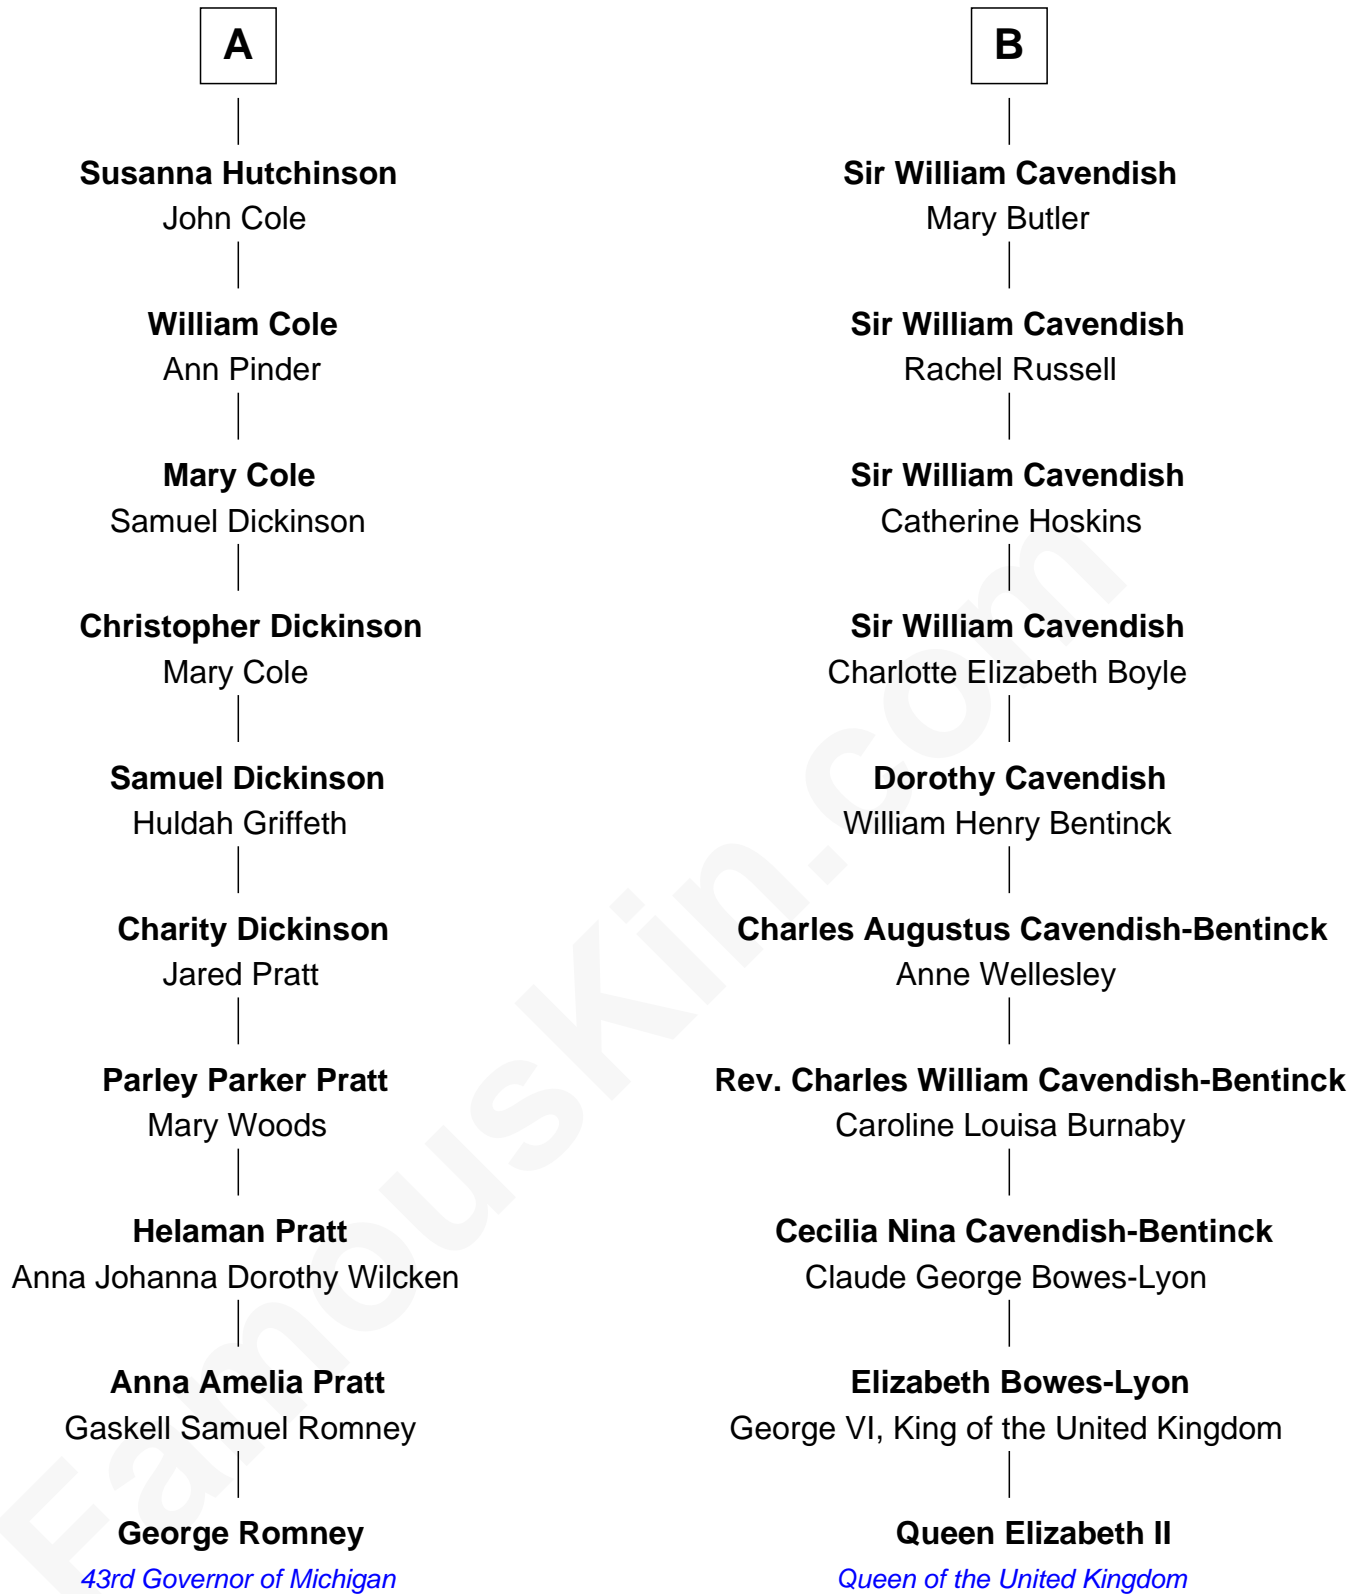 A
Susanna Hutchinson
John Cole
William Cole
Ann Pinder
Mary Cole
Samuel Dickinson
Christopher Dickinson
Mary Cole
Samuel Dickinson
Huldah Griffeth
Charity Dickinson
Jared Pratt
Parley Parker Pratt
Mary Woods
Helaman Pratt
Anna Johanna Dorothy Wilcken
Anna Amelia Pratt
Gaskell Samuel Romney
George Romney
43rd Governor of Michigan
B
Sir William Cavendish
Mary Butler
Sir William Cavendish
Rachel Russell
Sir William Cavendish
Catherine Hoskins
Sir William Cavendish
Charlotte Elizabeth Boyle
Dorothy Cavendish
William Henry Bentinck
Charles Augustus Cavendish-Bentinck
Anne Wellesley
Rev. Charles William Cavendish-Bentinck
Caroline Louisa Burnaby
Cecilia Nina Cavendish-Bentinck
Claude George Bowes-Lyon
Elizabeth Bowes-Lyon
George VI, King of the United Kingdom
Queen Elizabeth II
Queen of the United Kingdom
FamousKin.com